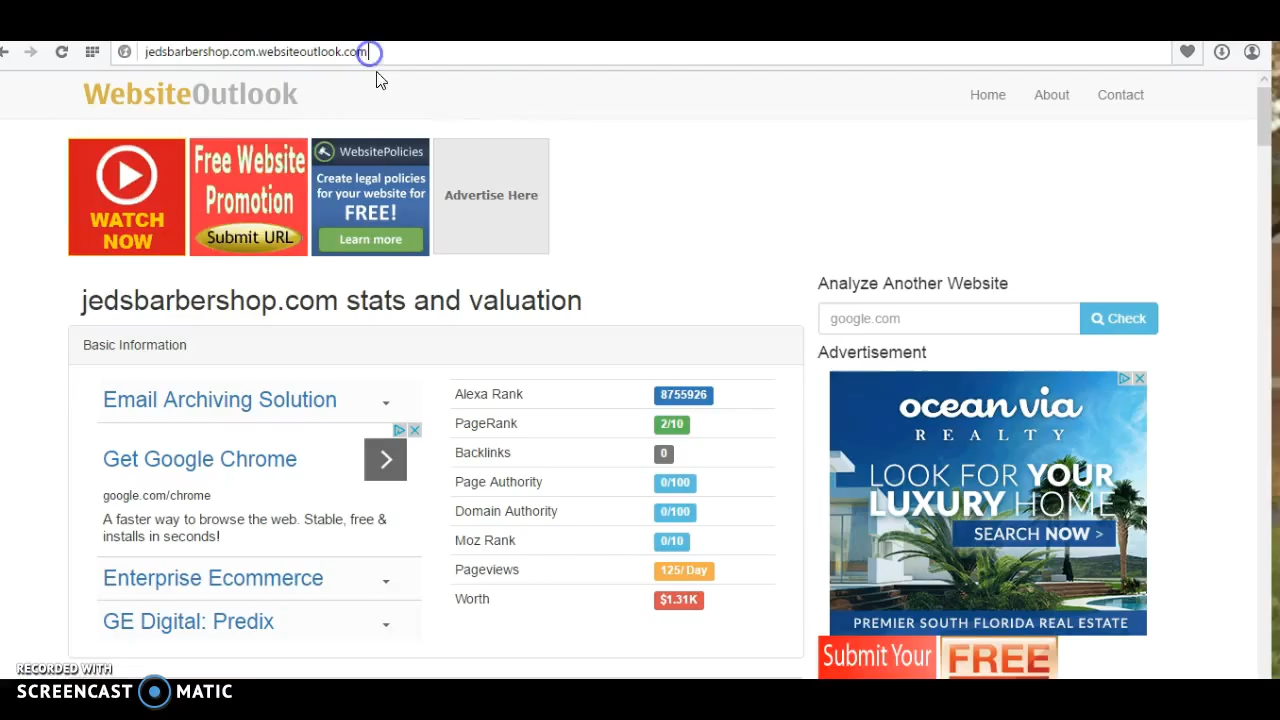 jedsbarbershop.com.websiteoutlook.com
WebsiteOutlook
Home About Contact
WATCH NOW
Free Website Promotion
Submit URL
WebsitePolicies
Create legal policies for your website for FREE!
Learn more
Advertise Here
jedsbarbershop.com stats and valuation
Basic Information
Email Archiving Solution
Get Google Chrome
google.com/chrome
A faster way to browse the web. Stable, free &
installs in seconds!
Enterprise Ecommerce
GE Digital: Predix
Alexa Rank 8755926
PageRank 2/10
Backlinks 0
Page Authority 0/100
Domain Authority 0/100
Moz Rank 0/10
Pageviews 125/ Day
Worth $1.31K
Analyze Another Website
google.com Check
Advertisement
ocean via
REALTY
LOOK FOR YOUR
LUXURY HOME
SEARCH NOW >
PREMIER SOUTH FLORIDA REAL ESTATE
Submit Your
FREE
RECORDED WITH
SCREENCAST MATIC